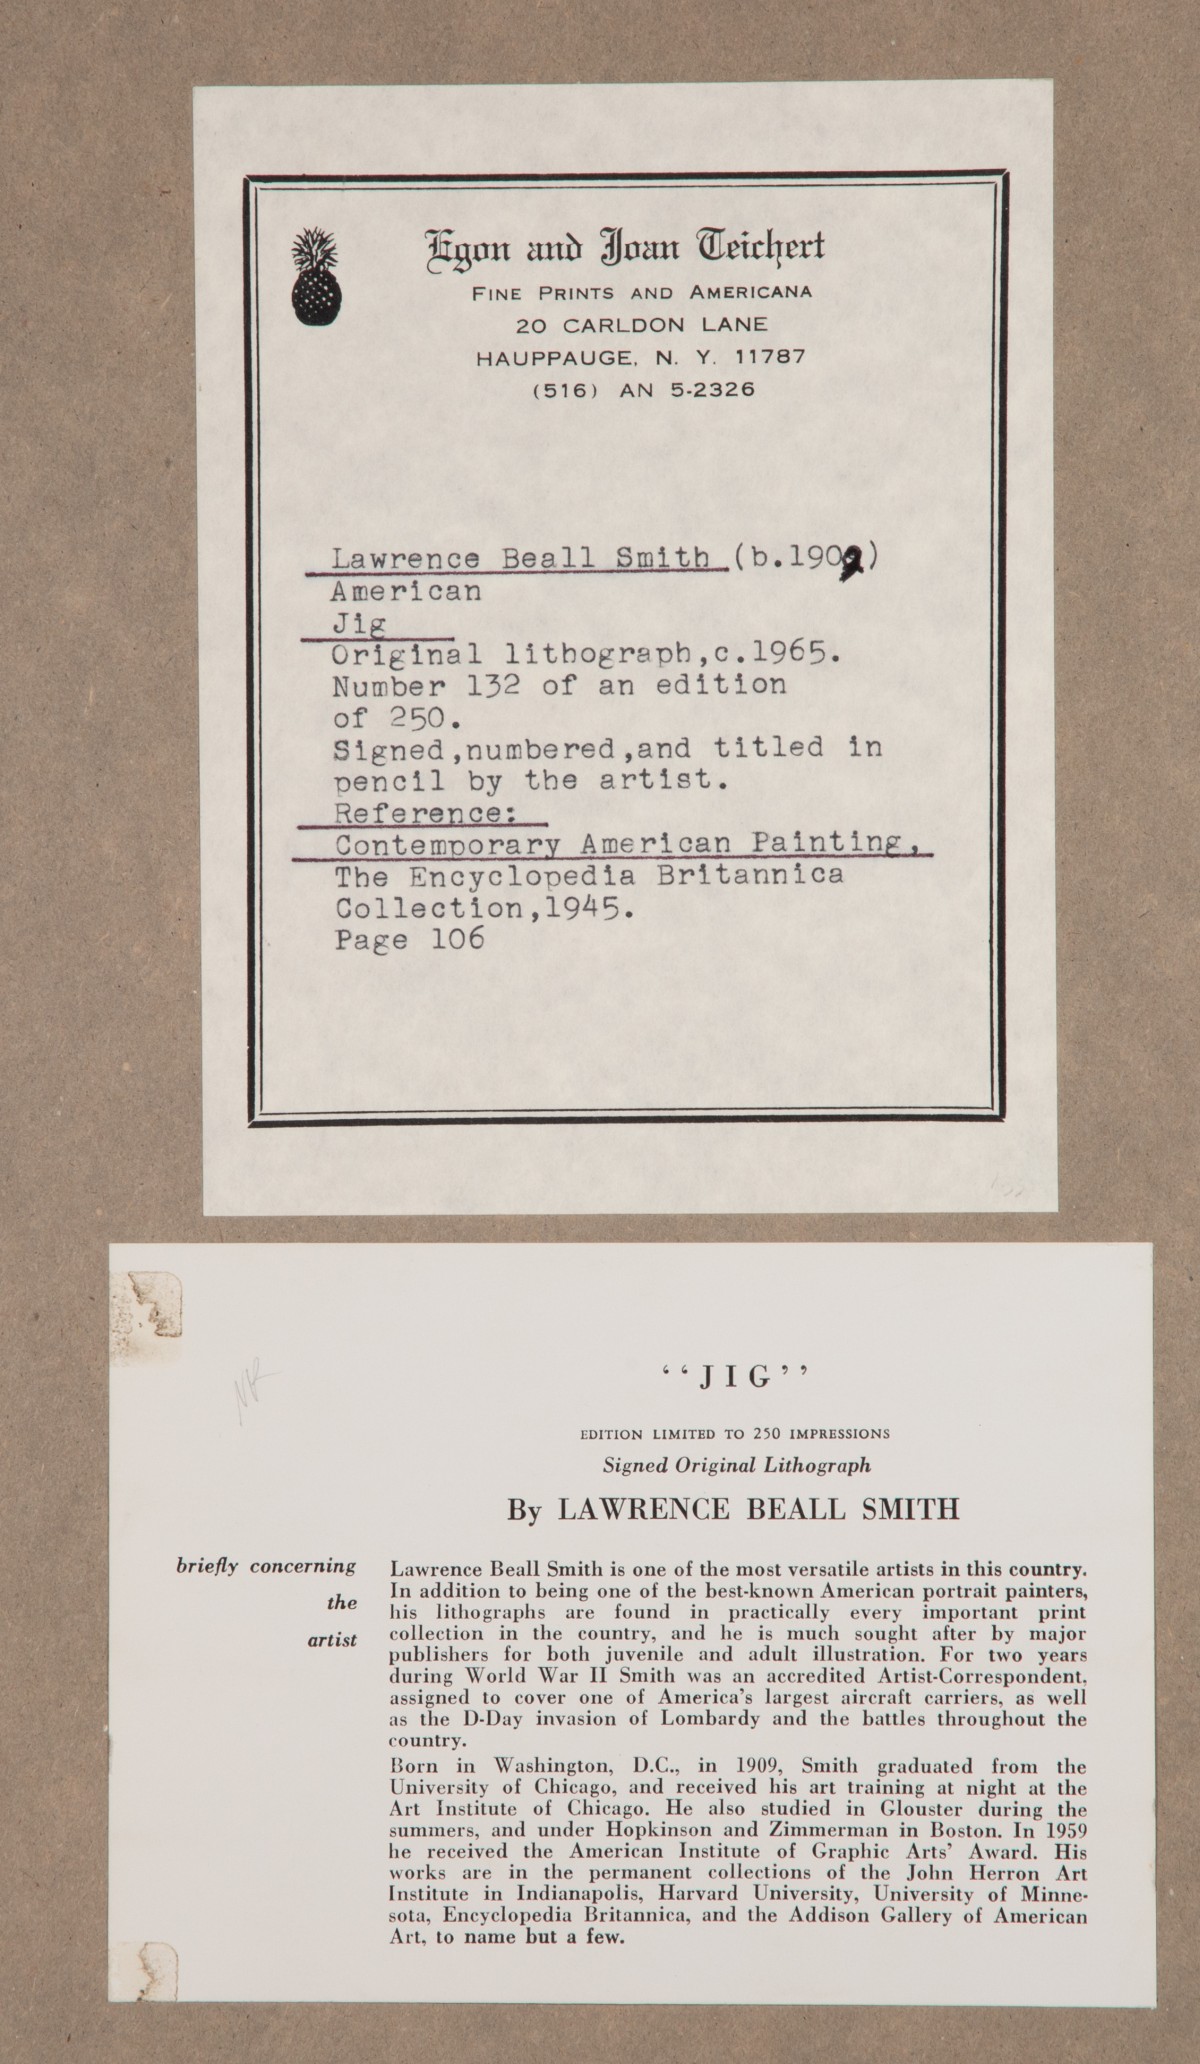 Egon and Joan Teichert
FINE PRINTS AND AMERICANA
20 CARLDON LANE
HAUPPAUGE, N. Y. 11787
(516) AN 5-2326
Lawrence Beall Smith (b.1909)
American
Jig
Original lithograph,c.1965.
Number 132 of an edition
of 250.
Signed,numbered,and titled in
pencil by the artist.
Reference:
Contemporary American Painting,
The Encyclopedia Britannica
Collection,1945.
Page 106
“JIG”
EDITION LIMITED TO 250 IMPRESSIONS
Signed Original Lithograph
By LAWRENCE BEALL SMITH
briefly concerning
the
artist
Lawrence Beall Smith is one of the most versatile artists in this country.
In addition to being one of the best-known American portrait painters,
his lithographs are found in practically every important print
collection in the country, and he is much sought after by major
publishers for both juvenile and adult illustration. For two years
during World War II Smith was an accredited Artist-Correspondent,
assigned to cover one of America's largest aircraft carriers, as well
as the D-Day invasion of Lombardy and the battles throughout the
country.
Born in Washington, D.C., in 1909, Smith graduated from the
University of Chicago, and received his art training at night at the
Art Institute of Chicago. He also studied in Glouster during the
summers, and under Hopkinson and Zimmerman in Boston. In 1959
he received the American Institute of Graphic Arts' Award. His
works are in the permanent collections of the John Herron Art
Institute in Indianapolis, Harvard University, University of Minne-
sota, Encyclopedia Britannica, and the Addison Gallery of American
Art, to name but a few.